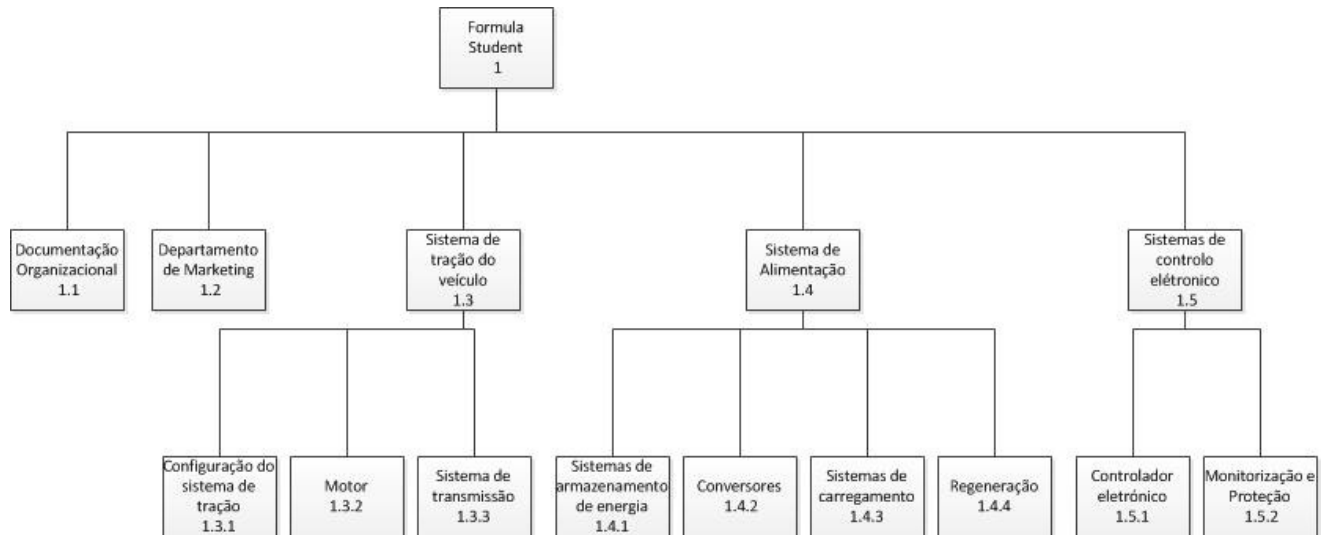 Formula
Student
1
Documentação
Organizacional
1.1
Departamento
de Marketing
1.2
Sistema de
tração do
veículo
1.3
Sistema de
Alimentação
1.4
Sistemas de
controlo
elétronico
1.5
Configuração do
sistema de
tração
1.3.1
Motor
1.3.2
Sistema de
transmissão
1.3.3
Sistemas de
armazenamento
de energia
1.4.1
Conversores
1.4.2
Sistemas de
carregamento
1.4.3
Regeneração
1.4.4
Controlador
eletrónico
1.5.1
Monitorização e
Proteção
1.5.2